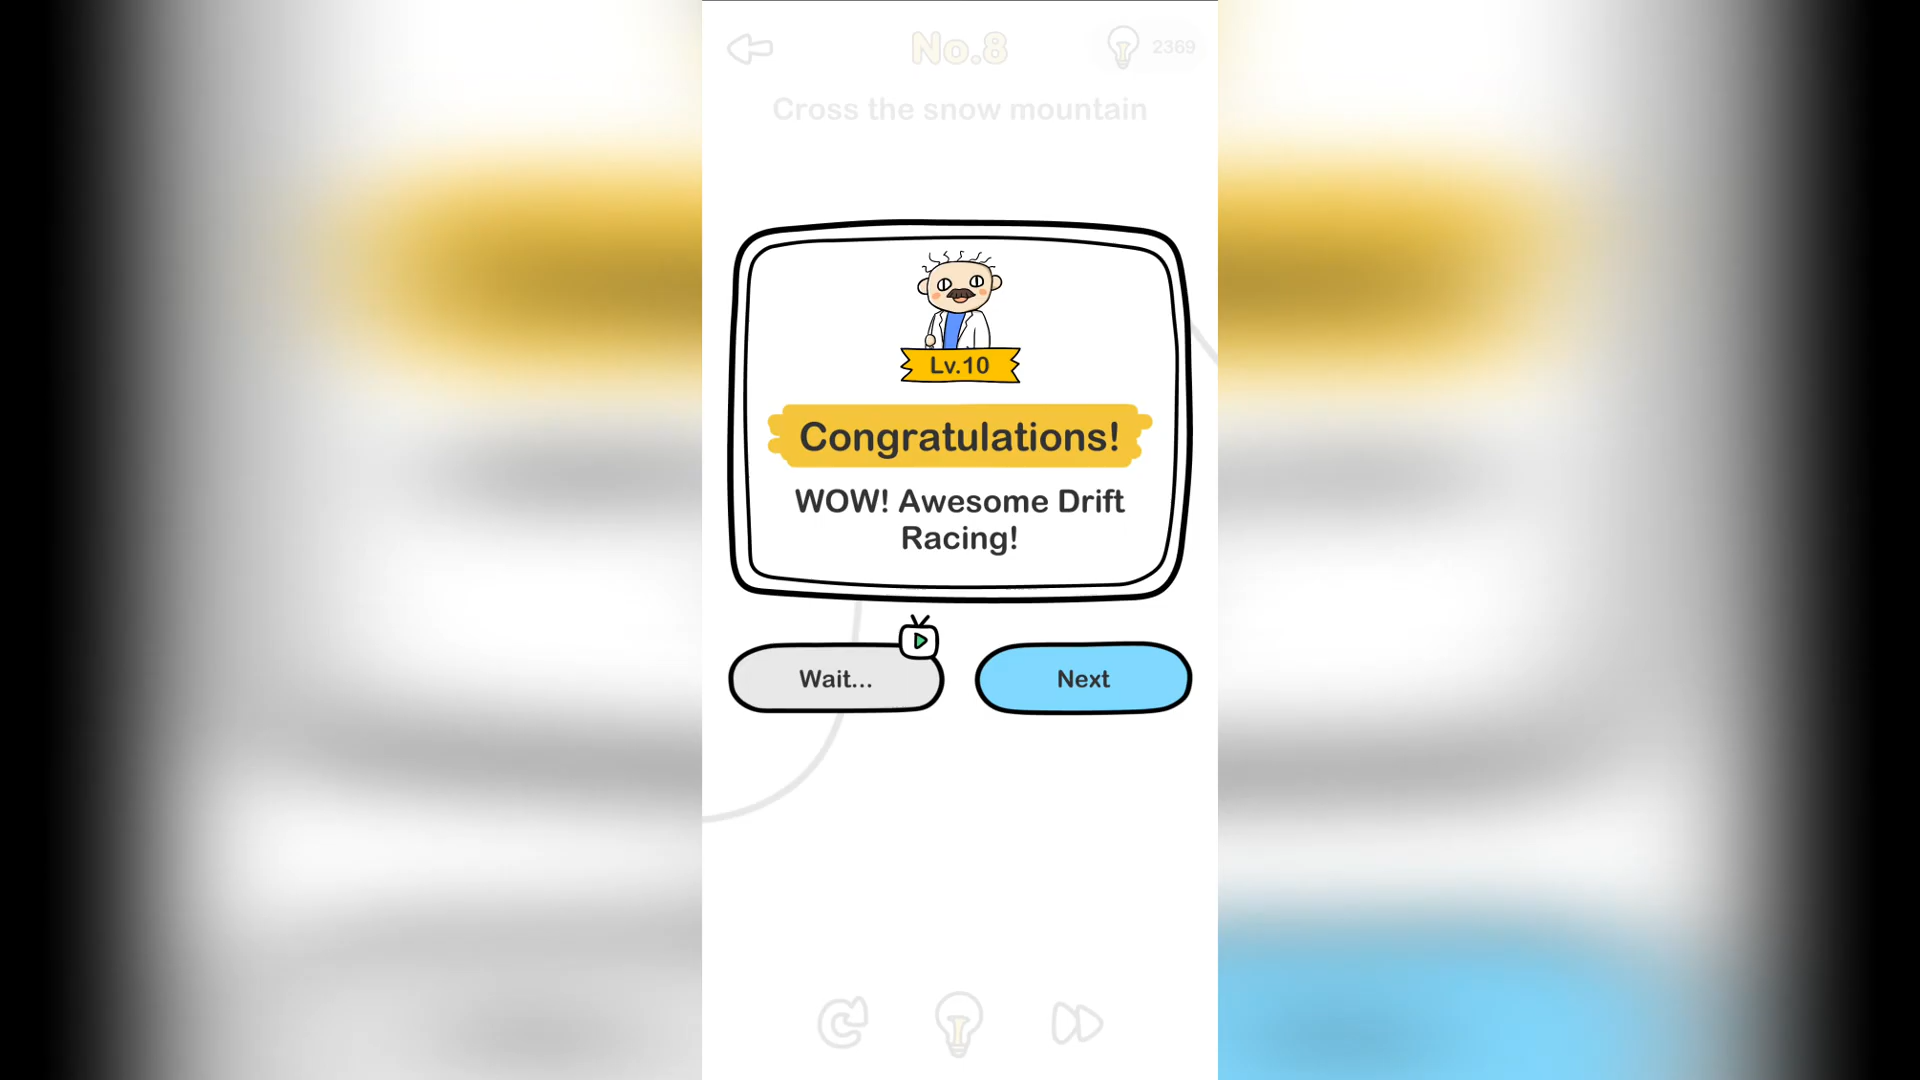 No.8
2369
Cross the snow mountain
Lv.10
Congratulations!
WOW! Awesome Drift
Racing!
Wait...
Next